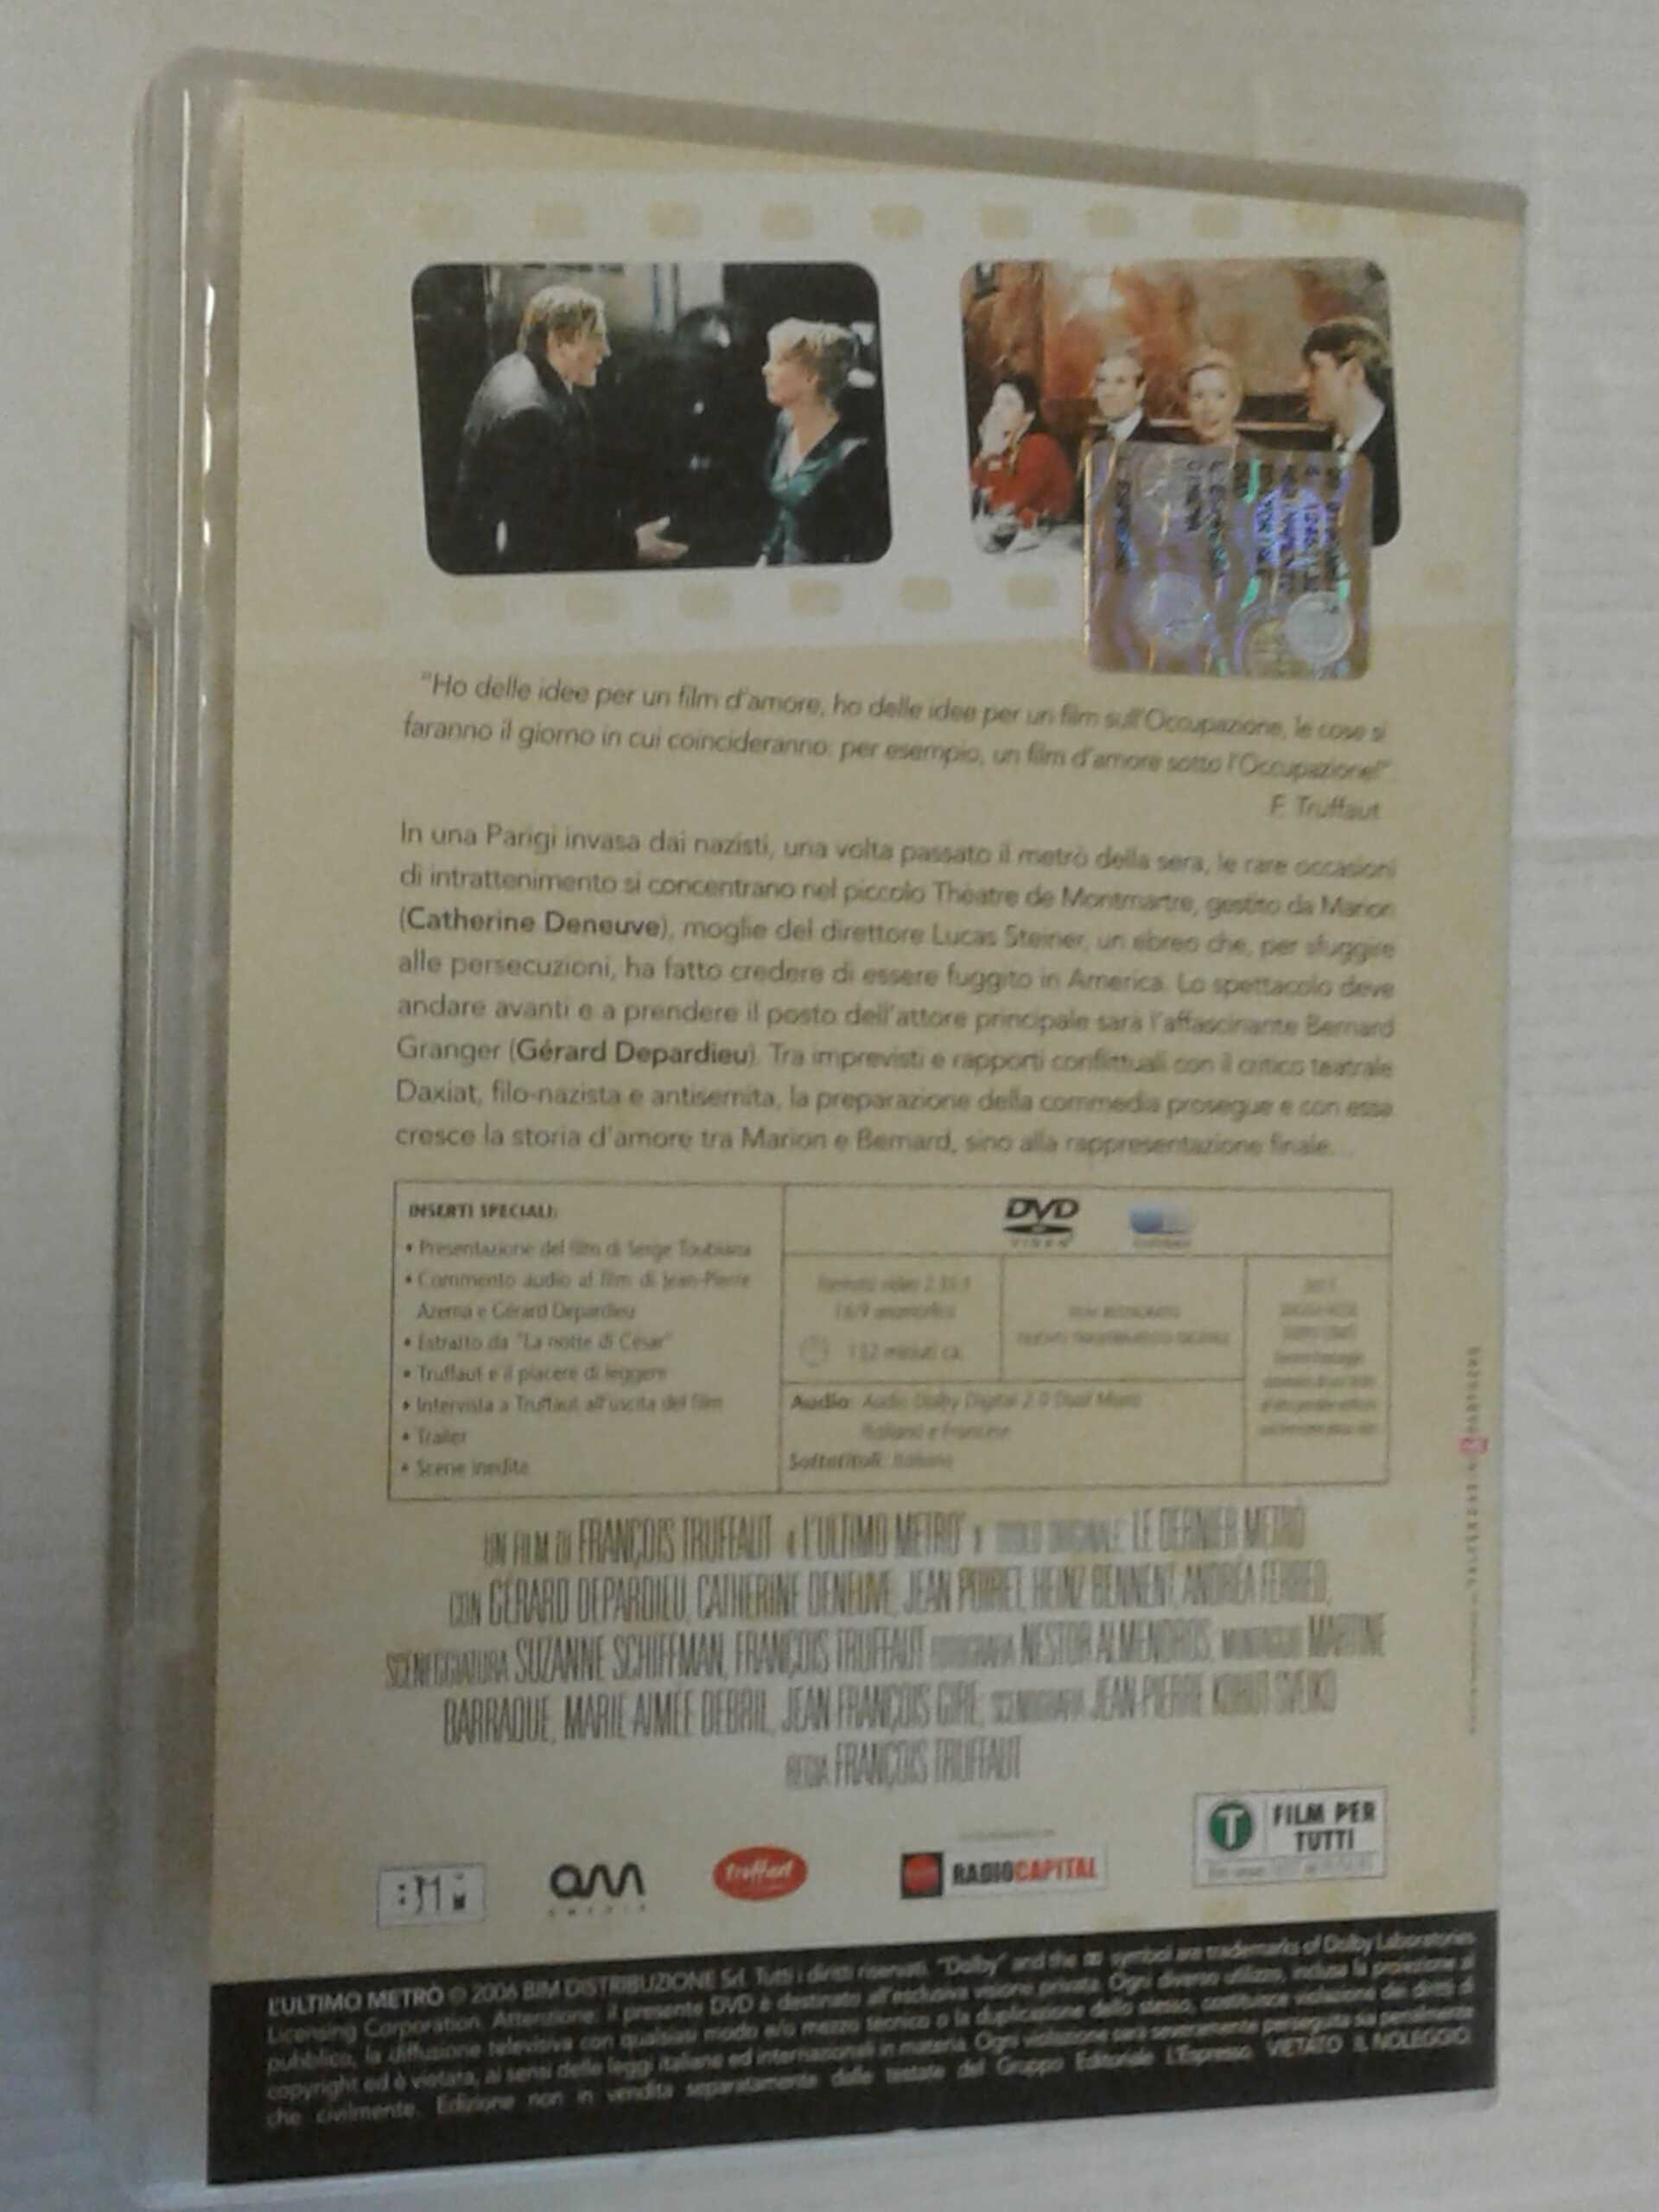 "Ho delle idee per un film d'amore, ho delle idee per un film sull'Occupazione, le cose si
faranno il giorno in cui coincideranno: per esempio, un film d'amore sotto l'Occupazione!"
F. Truffaut
In una Parigi invasa dai nazisti, una volta passato il metrò della sera, le rare occasioni
di intrattenimento si concentrano nel piccolo Théatre de Montmartre, gestito da Marion
(Catherine Deneuve), moglie del direttore Lucas Steiner, un ebreo che, per sfuggire
alle persecuzioni, ha fatto credere di essere fuggito in America. Lo spettacolo deve
andare avanti e a prendere il posto dell'attore principale sarà l'affascinante Bernard
Granger (Gérard Depardieu). Tra imprevisti e rapporti conflittuali con il critico teatrale
Daxiat, filo-nazista e antisemita, la preparazione della commedia prosegue e con essa
cresce la storia d'amore tra Marion e Bernard, sino alla rappresentazione finale...
INSERTI SPECIALI:
• Presentazione del film di Serge Toubiana
• Commento audio al film di Jean-Pierre
Azema e Gérard Depardieu
• Estratto da "La notte di César"
• Truffaut e il piacere di leggere
• Intervista a Truffaut all'uscita del film
• Trailer
• Scene inedite
DVD
VIDEO
Formato video 2.35:1
16/9 anamorfico
132 minuti ca.
Audio: Audio Dolby Digital 2.0 Dual Mono
Italiano e Francese
Sottotitoli: Italiano
UN FILM DI FRANÇOIS TRUFFAUT • L'ULTIMO METRO' • TITOLO ORIGINALE: LE DERNIER METRÒ
CON GÉRARD DEPARDIEU, CATHERINE DENEUVE, JEAN POIRET, HEINZ BENNENT, ANDRÉA FERREO,
SCENEGGIATURA SUZANNE SCHIFFMAN, FRANÇOIS TRUFFAUT FOTOGRAFIA NESTOR ALMENDROS, MONTAGGIO MARTINE
BARRAQUE, MARIE AIMÉE DEBRIL, JEAN FRANÇOIS GIRE, SCENOGRAFIA JEAN-PIERRE KOHUT SVELKO
REGIA FRANÇOIS TRUFFAUT
truffaut
RADIOCAPITAL
T FILM PER
TUTTI
L'ULTIMO METRÒ © 2006 BIM DISTRIBUZIONE Srl. Tutti i diritti riservati. "Dolby" and the symbol are trademarks of Dolby Laboratories
Licensing Corporation. Attenzione: il presente DVD è destinato all'esclusiva visione privata. Ogni diverso utilizzo, inclusa la proiezione al
pubblico, la diffusione televisiva con qualsiasi modo e/o mezzo tecnico o la duplicazione dello stesso, costituisce violazione dei diritti di
copyright ed è vietata, ai sensi delle leggi italiane ed internazionali in materia. Ogni violazione sarà severamente perseguita sia penalmente
che civilmente. Edizione non in vendita separatamente dalle testate del Gruppo Editoriale L'Espresso. VIETATO IL NOLEGGIO